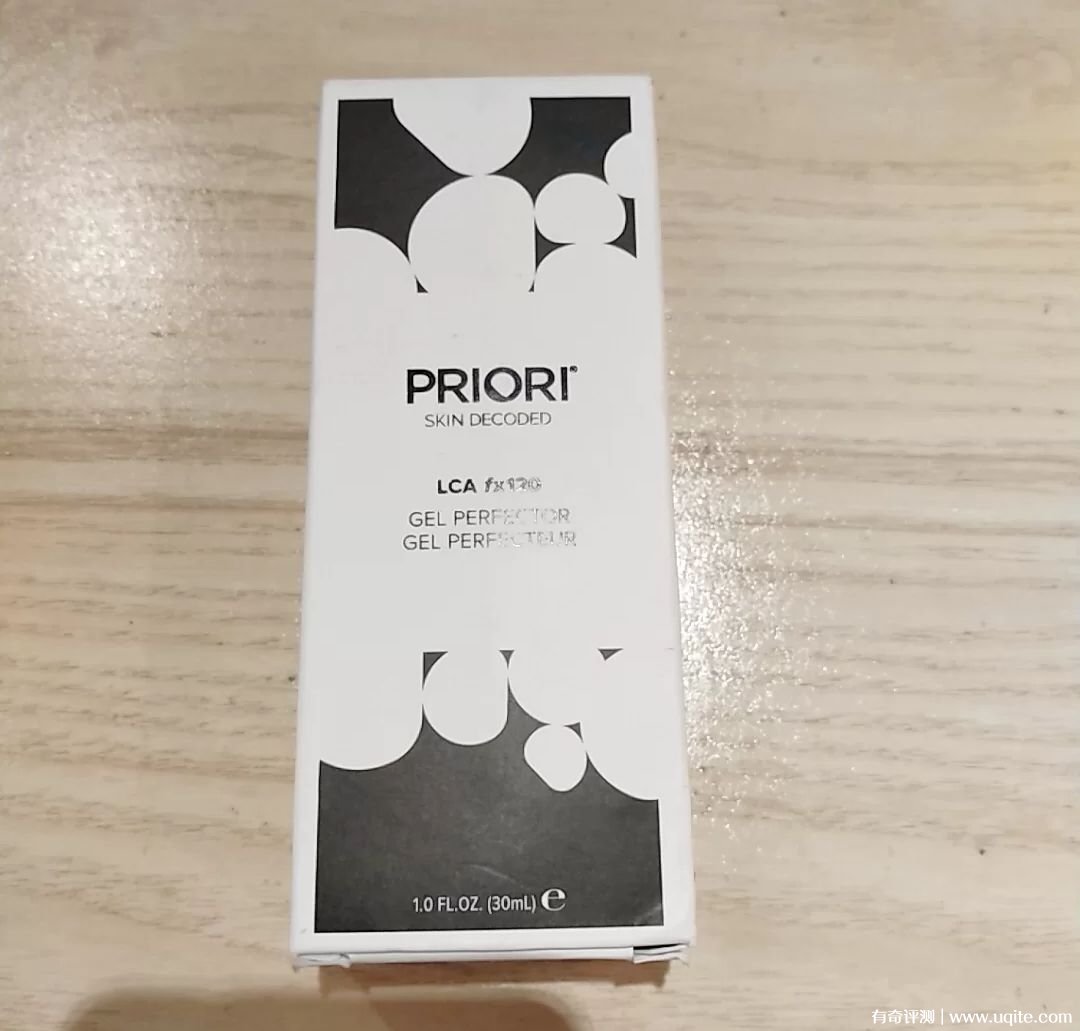 PRIORI®
SKIN DECODED
LCA fx120
GEL PERFECTOR
GEL PERFECTEUR
1.0 FL.OZ. (30mL) e
有奇评测 | www.uqite.com